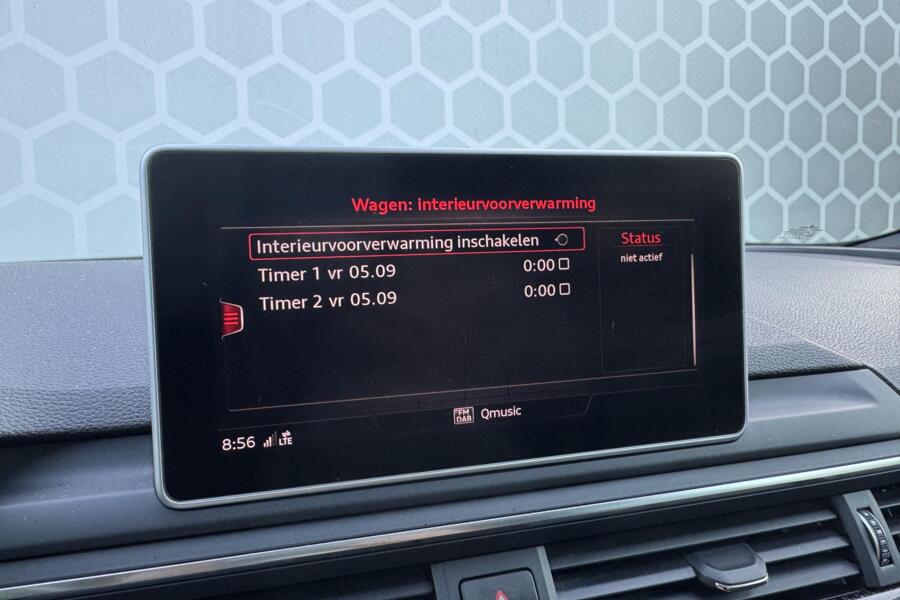 Wagen: interieurvoorverwarming
Interieurvoorverwarming inschakelen
Timer 1 vr 05.09 0:00
Timer 2 vr 05.09 0:00
Status
niet actief
FM
DAB
Qmusic
8:56 LTE